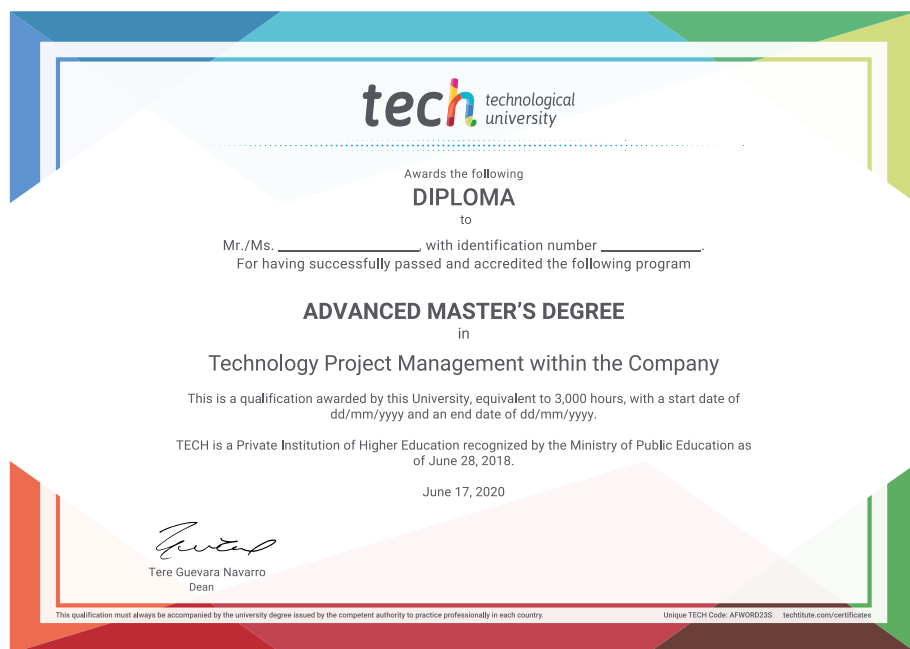 tech technological
university
Awards the following
DIPLOMA
to
Mr./Ms. ________________, with identification number ____________.
For having successfully passed and accredited the following program
ADVANCED MASTER'S DEGREE
in
Technology Project Management within the Company
This is a qualification awarded by this University, equivalent to 3,000 hours, with a start date of
dd/mm/yyyy and an end date of dd/mm/yyyy.
TECH is a Private Institution of Higher Education recognized by the Ministry of Public Education as
of June 28, 2018.
June 17, 2020
Tere Guevara Navarro
Dean
This qualification must always be accompanied by the university degree issued by the competent authority to practice professionally in each country. Unique TECH Code: AFWORD23S techtitute.com/certificates